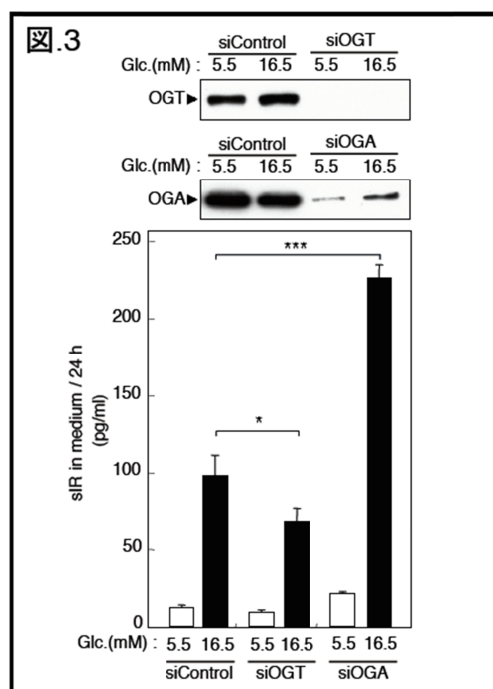 図.3
siControl siOGT
Glc.(mM) : 5.5 16.5 5.5 16.5
OGT►
siControl siOGA
5.5 16.5 5.5 16.5
OGA►
250
200
150
100
50
0
sIR in medium / 24 h
(pg/ml)
***
*
Glc.(mM) : 5.5 16.5 5.5 16.5 5.5 16.5
siControl siOGT siOGA